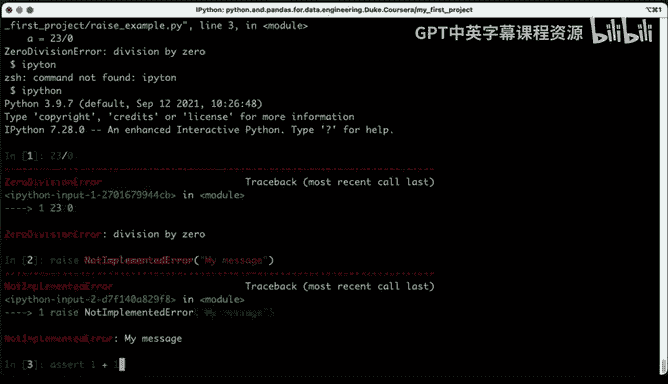 IPython: python.and.pandas.for.data.engineering.Duke.Coursera/my_first_project
⌥⌘1
GPT中英字幕课程资源 bilibili
_first_project/raise_example.py", line 3, in <module>
a = 23/0
ZeroDivisionError: division by zero
$ ipyton
zsh: command not found: ipyton
$ ipython
Python 3.9.7 (default, Sep 12 2021, 10:26:48)
Type 'copyright', 'credits' or 'license' for more information
IPython 7.28.0 -- An enhanced Interactive Python. Type '?' for help.
In [1]: 23/0
ZeroDivisionError Traceback (most recent call last)
<ipython-input-1-2701679944cb> in <module>
----> 1 23/0
ZeroDivisionError: division by zero
In [2]: raise NotImplementedError("My message")
NotImplementedError Traceback (most recent call last)
<ipython-input-2-d7f140a829f8> in <module>
----> 1 raise NotImplementedError("My message")
NotImplementedError: My message
In [3]: assert 1 + 1